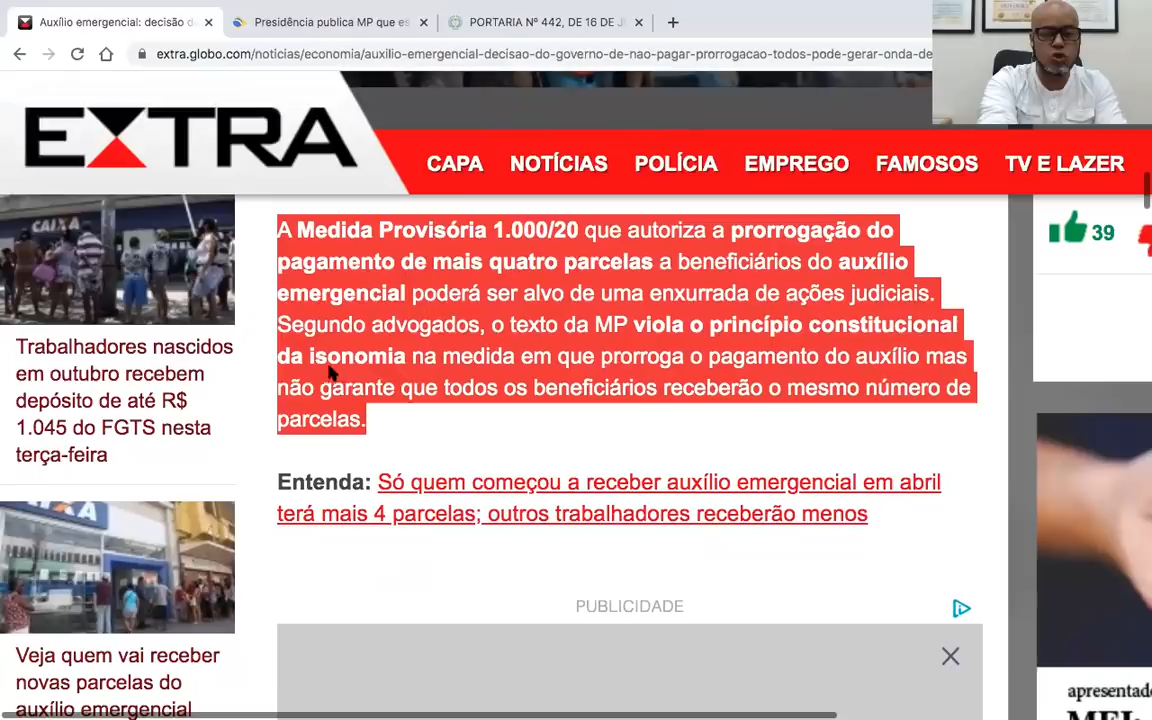 Auxílio emergencial: decisão da
Presidência publica MP que es
PORTARIA Nº 442, DE 16 DE J
extra.globo.com/noticias/economia/auxilio-emergencial-decisao-do-governo-de-nao-pagar-prorrogacao-todos-pode-gerar-onda-de
EXTRA
CAPA NOTÍCIAS POLÍCIA EMPREGO FAMOSOS TV E LAZER
CAIXA
Trabalhadores nascidos
em outubro recebem
depósito de até R$
1.045 do FGTS nesta
terça-feira
Veja quem vai receber
novas parcelas do
auxílio emergencial
A Medida Provisória 1.000/20 que autoriza a prorrogação do
pagamento de mais quatro parcelas a beneficiários do auxílio
emergencial poderá ser alvo de uma enxurrada de ações judiciais.
Segundo advogados, o texto da MP viola o princípio constitucional
da isonomia na medida em que prorroga o pagamento do auxílio mas
não garante que todos os beneficiários receberão o mesmo número de
parcelas.
Entenda: Só quem começou a receber auxílio emergencial em abril
terá mais 4 parcelas; outros trabalhadores receberão menos
PUBLICIDADE
39
apresentado